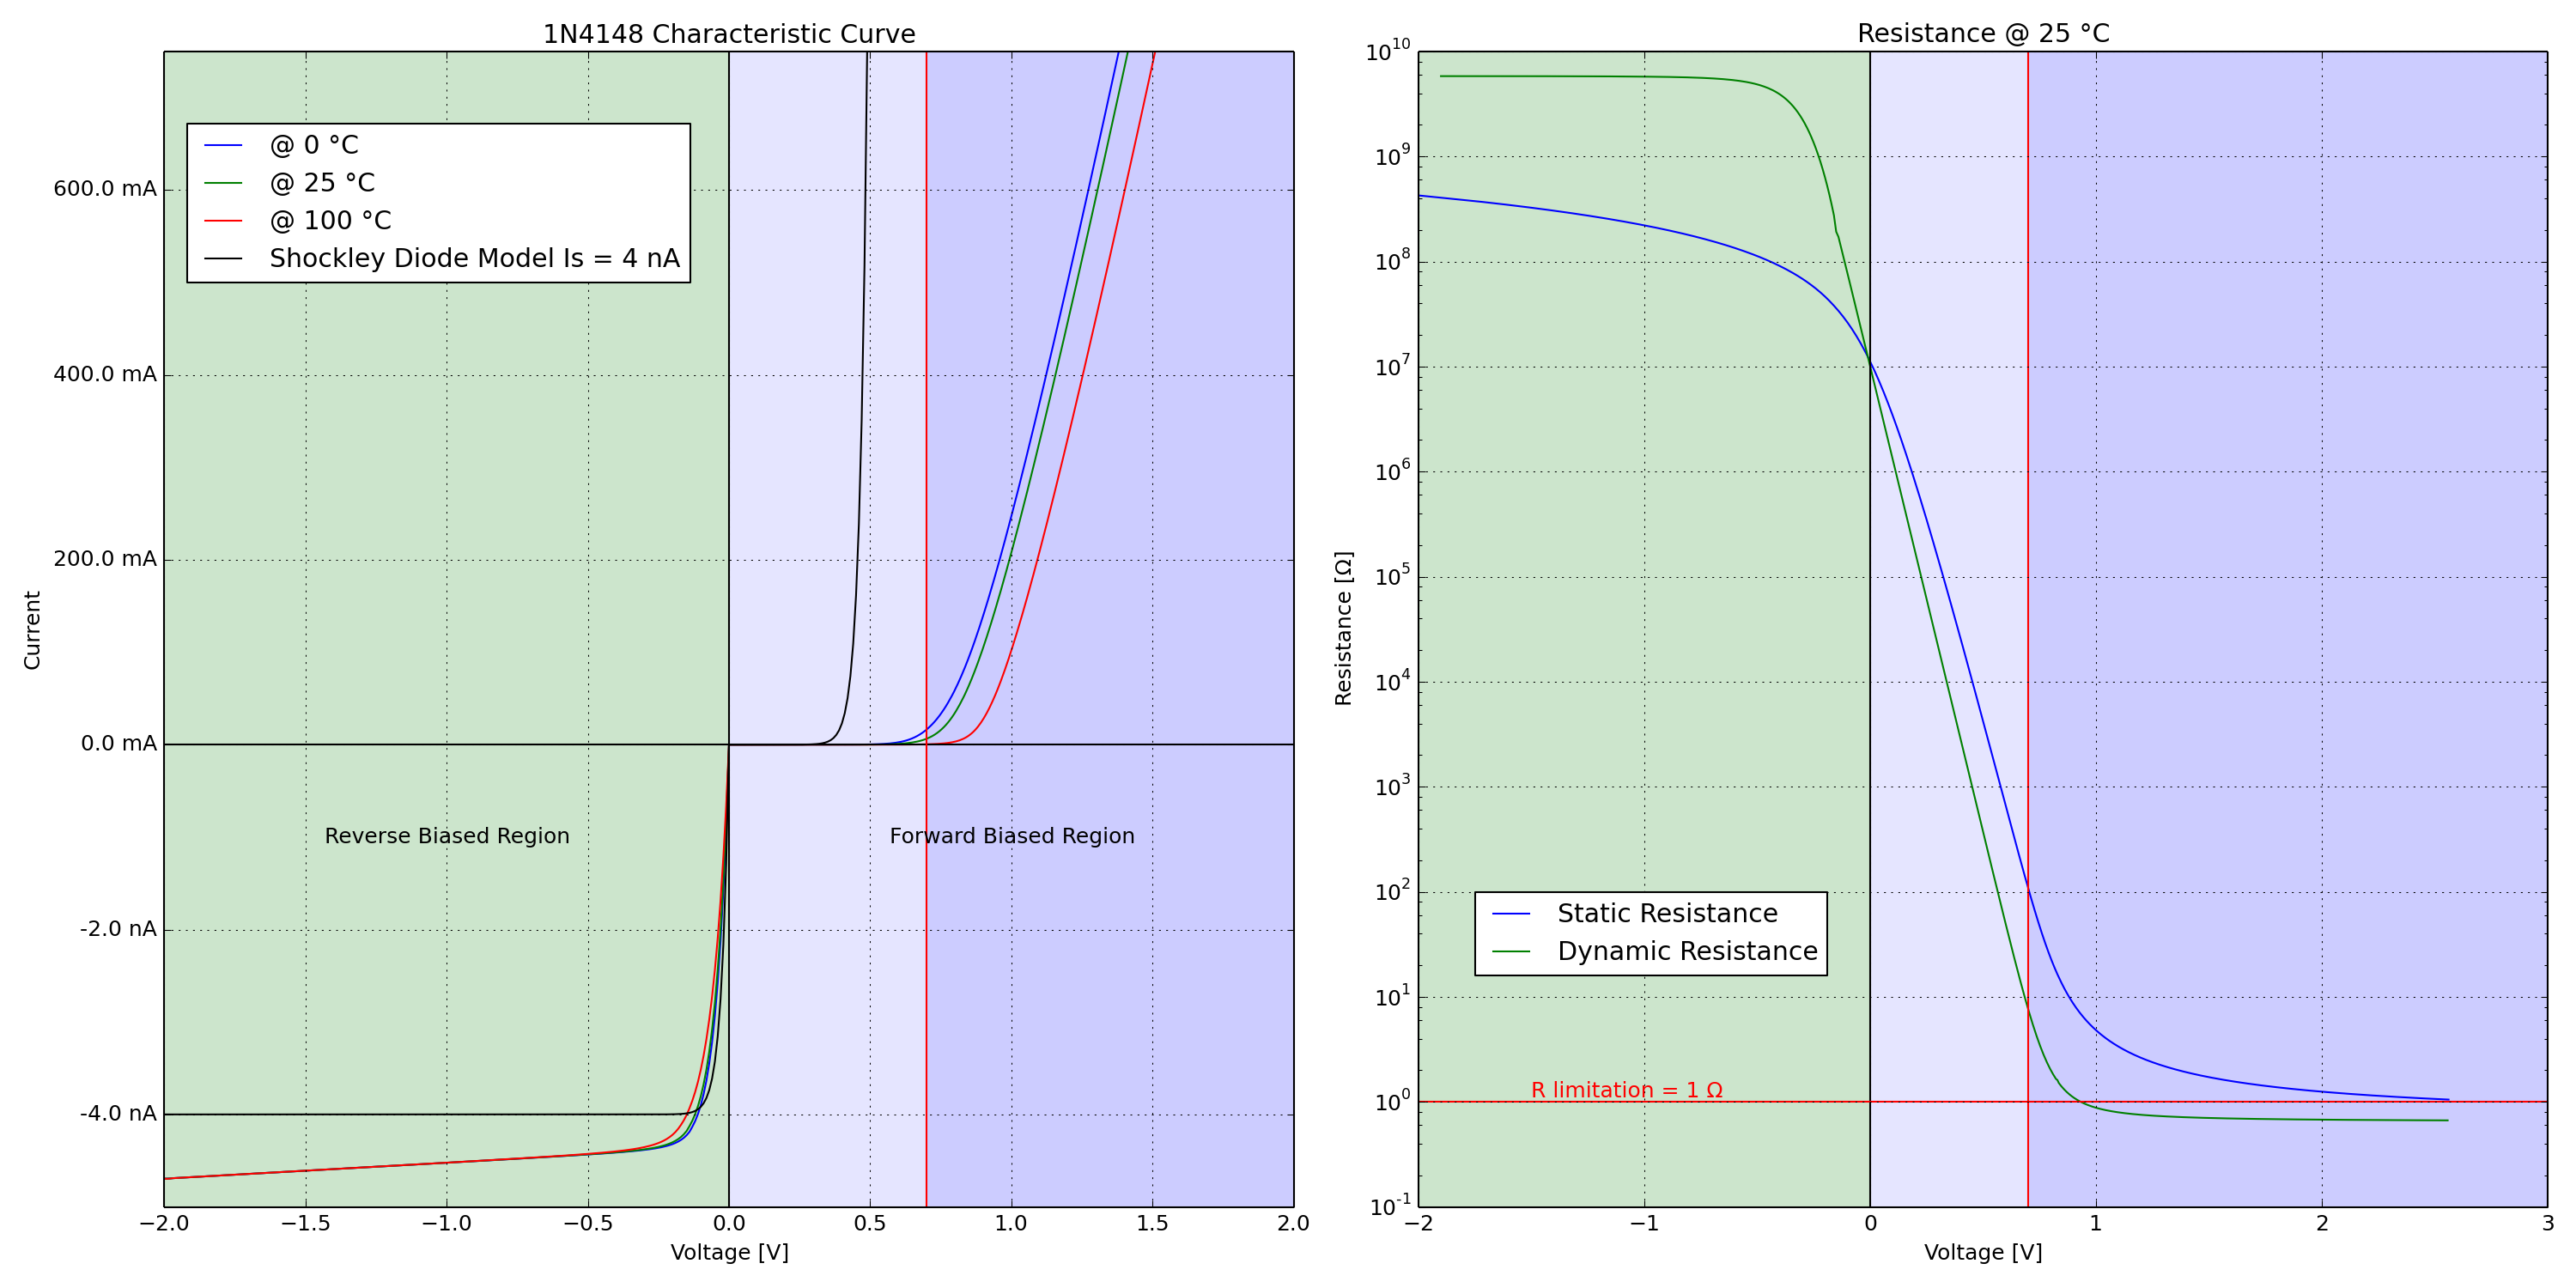 1N4148 Characteristic Curve
@ 0 °C
@ 25 °C
@ 100 °C
Shockley Diode Model Is = 4 nA
600.0 mA
400.0 mA
200.0 mA
0.0 mA
-2.0 nA
-4.0 nA
Current
Reverse Biased Region
Forward Biased Region
−2.0 −1.5 −1.0 −0.5 0.0 0.5 1.0 1.5 2.0
Voltage [V]
Resistance @ 25 °C
10^10
10^9
10^8
10^7
10^6
10^5
10^4
10^3
10^2
10^1
10^0
10^-1
Resistance [Ω]
Static Resistance
Dynamic Resistance
R limitation = 1 Ω
−2 −1 0 1 2 3
Voltage [V]